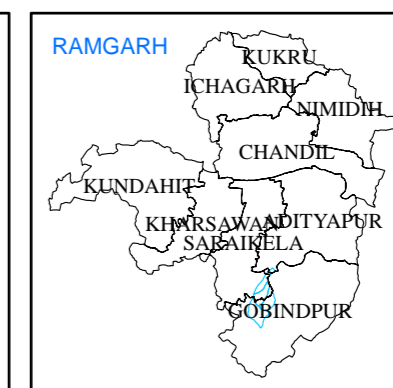 RAMGARH
KUKRU
ICHAGARH
NIMIDIH
CHANDIL
KUNDAHIT
KHARSAWAN
ADITYAPUR
SARAIKELA
GOBINDPUR